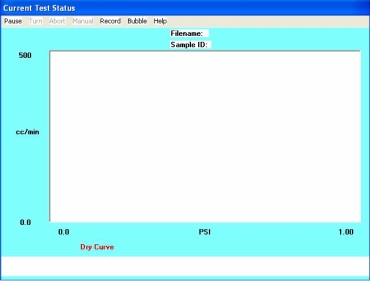 Current Test Status
Pause Turn Abort Manual Record Bubble Help
Filename:
Sample ID:
500
cc/min
0.0
0.0 PSI 1.00
Dry Curve